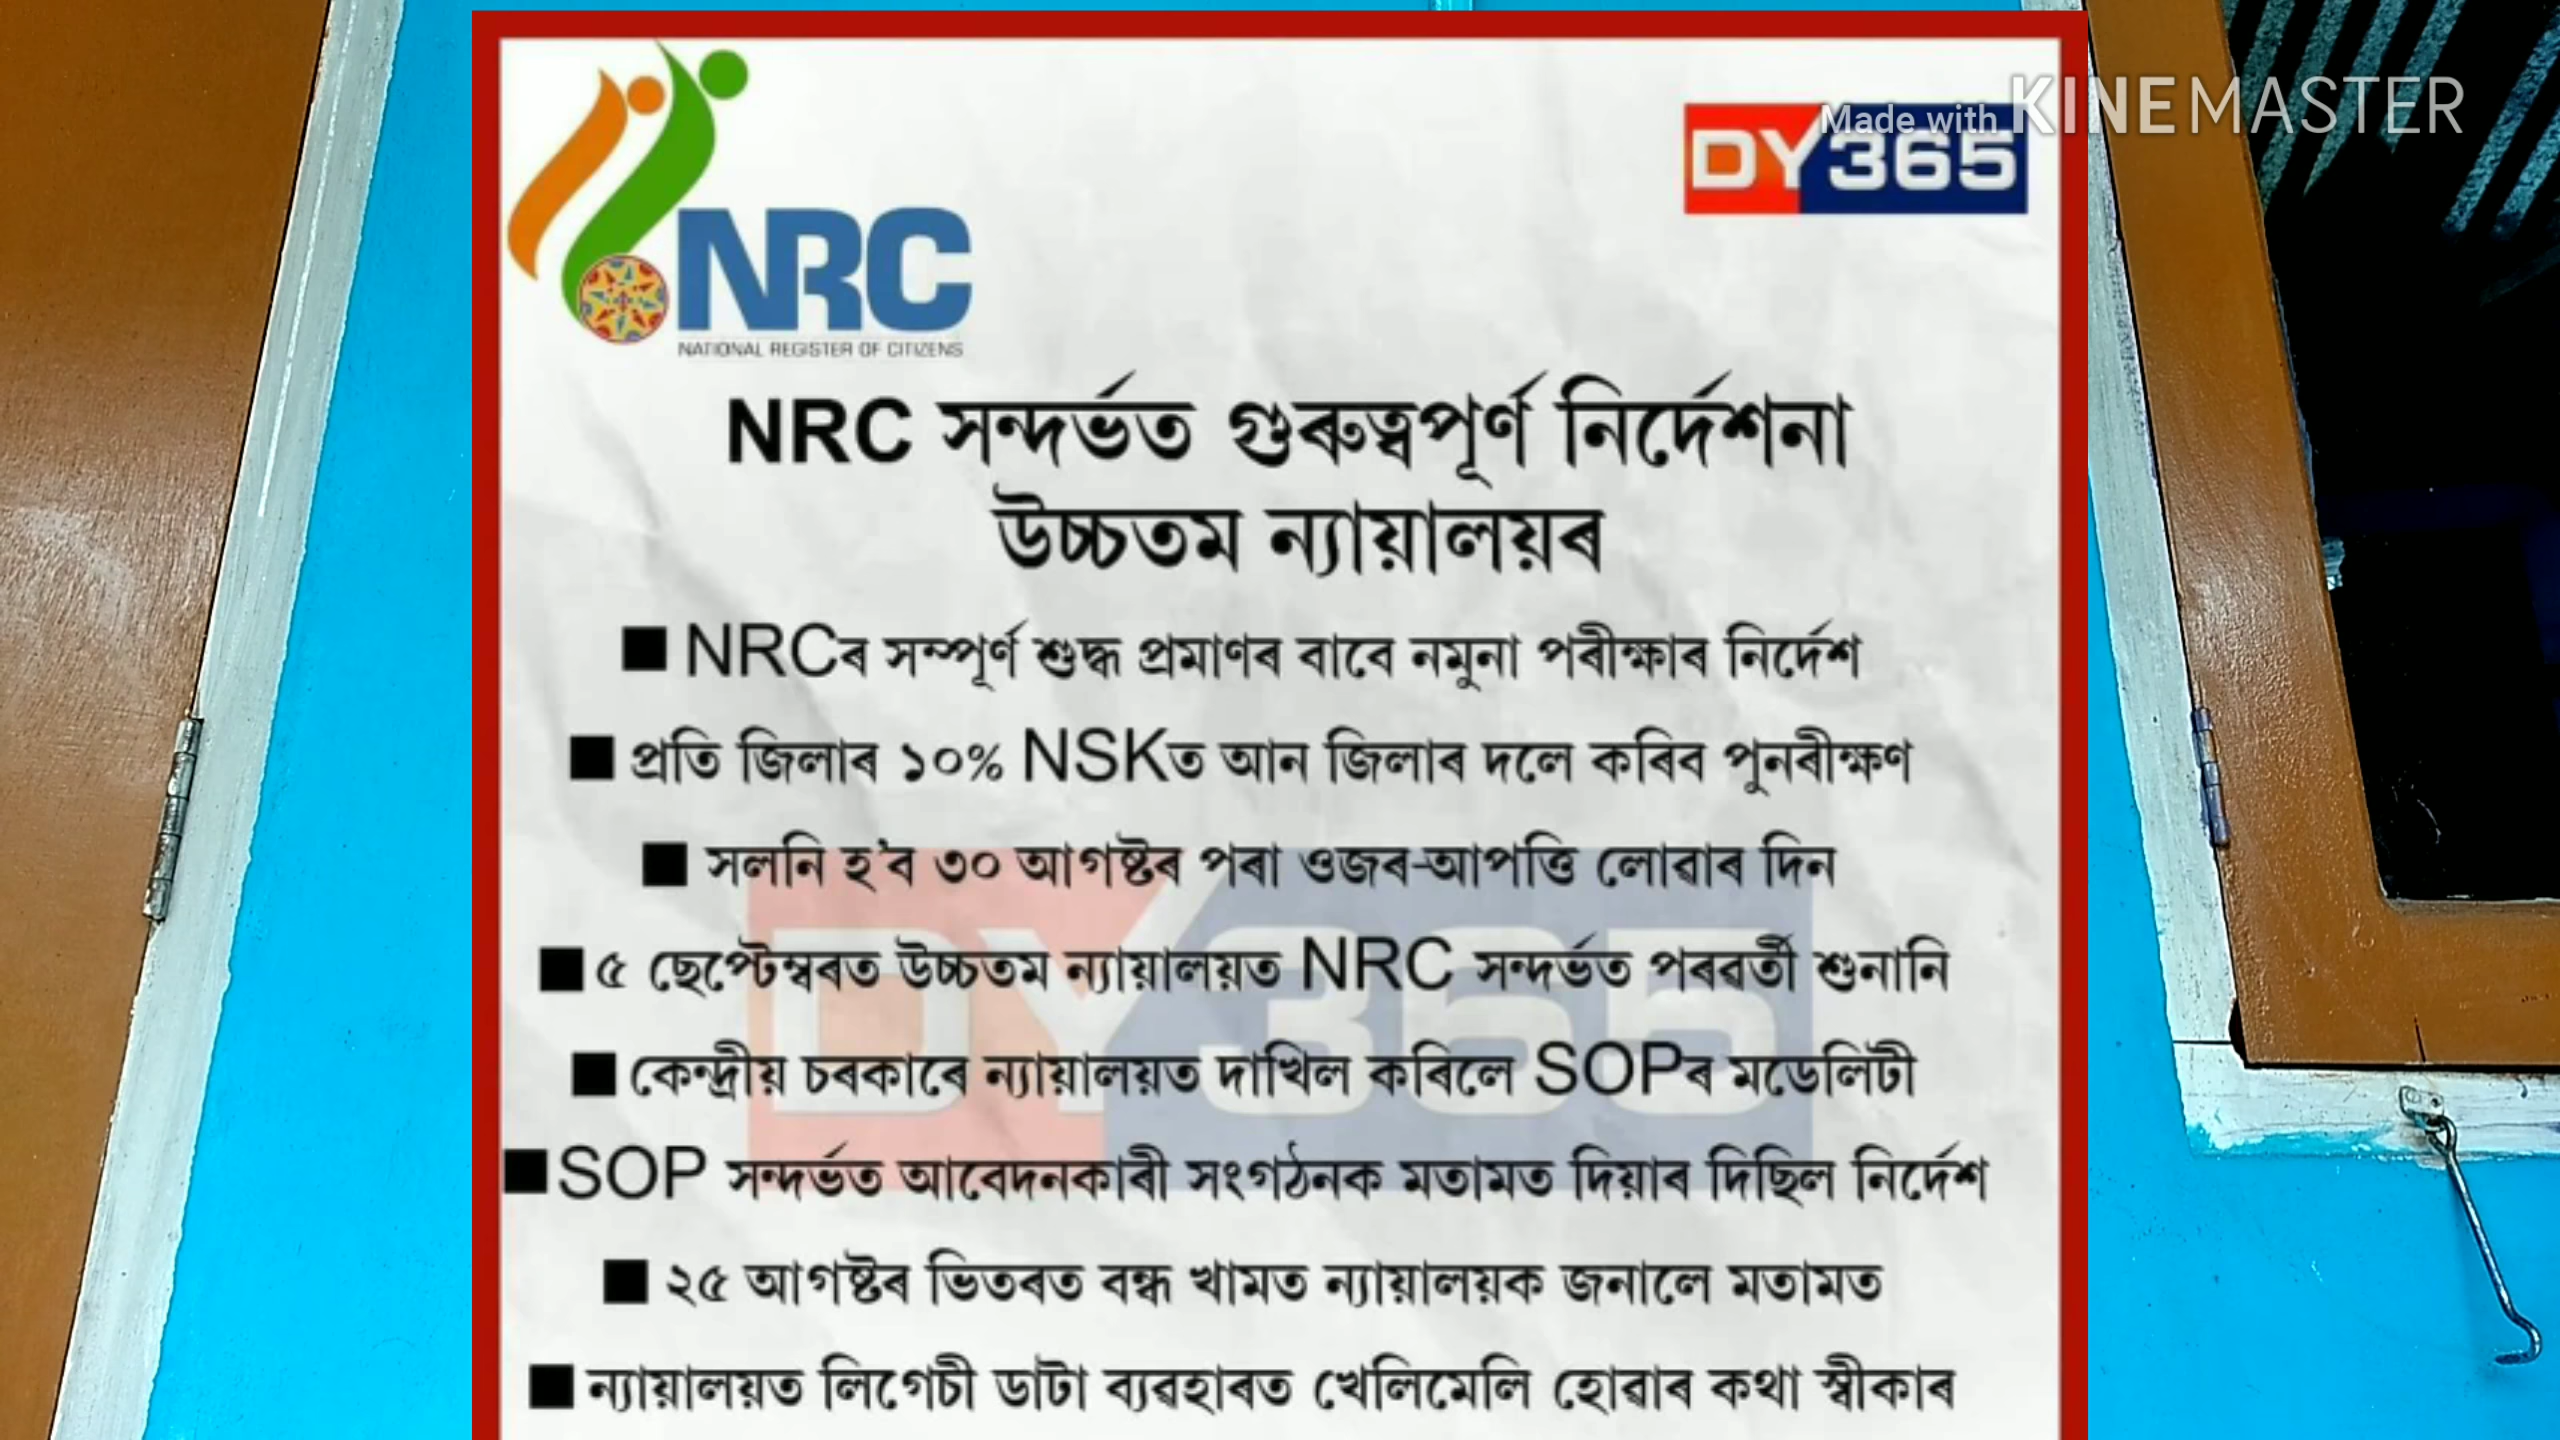 Made with KINEMASTER
DY365
NRC
NATIONAL REGISTER OF CITIZENS
NRC সন্দৰ্ভত গুৰুত্বপূৰ্ণ নিৰ্দেশনা
উচ্চতম ন্যায়ালয়ৰ
■ NRCৰ সম্পূৰ্ণ শুদ্ধ প্ৰমাণৰ বাবে নমুনা পৰীক্ষাৰ নিৰ্দেশ
■ প্ৰতি জিলাৰ ১০% NSKত আন জিলাৰ দলে কৰিব পুনৰীক্ষণ
■ সলনি হ'ব ৩০ আগষ্টৰ পৰা ওজৰ-আপত্তি লোৱাৰ দিন
■ ৫ ছেপ্টেম্বৰত উচ্চতম ন্যায়ালয়ত NRC সন্দৰ্ভত পৰৱৰ্তী শুনানি
■ কেন্দ্ৰীয় চৰকাৰে ন্যায়ালয়ত দাখিল কৰিলে SOPৰ মডেলিটী
■ SOP সন্দৰ্ভত আবেদনকাৰী সংগঠনক মতামত দিয়াৰ দিছিল নিৰ্দেশ
■ ২৫ আগষ্টৰ ভিতৰত বন্ধ খামত ন্যায়ালয়ক জনালে মতামত
■ ন্যায়ালয়ত লিগেচী ডাটা ব্যৱহাৰত খেলিমেলি হোৱাৰ কথা স্বীকাৰ
DY365